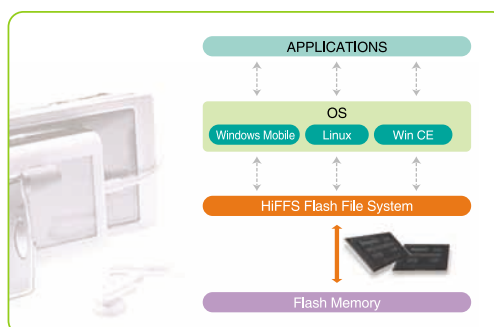 APPLICATIONS
OS
Windows Mobile Linux Win CE
HiFFS Flash File System
Flash Memory